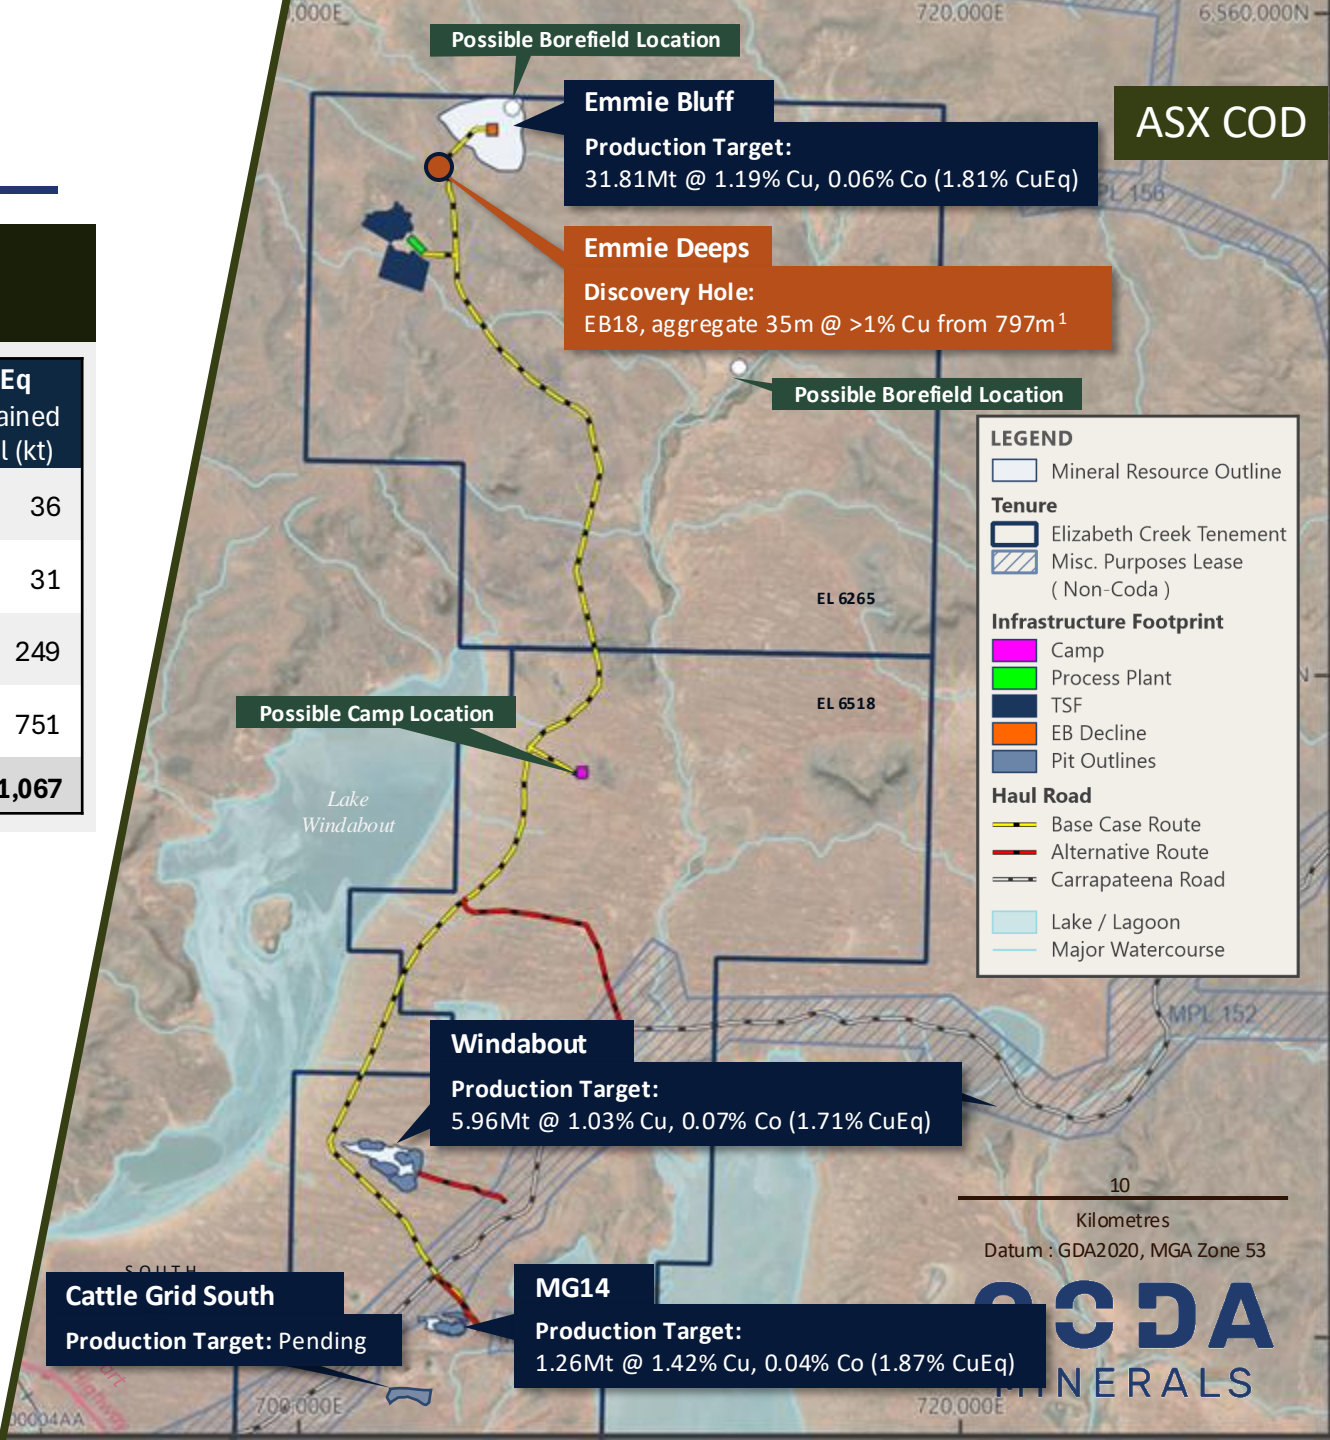 ,000E
720,000E
6,560,000N
Possible Borefield Location
Emmie Bluff
Production Target:
31.81Mt @ 1.19% Cu, 0.06% Co (1.81% CuEq)
ASX COD
PL 156
Emmie Deeps
Discovery Hole:
EB18, aggregate 35m @ >1% Cu from 797m¹
Possible Borefield Location
Eq
ained
l (kt)
36
31
249
751
1,067
LEGEND
Mineral Resource Outline
Tenure
Elizabeth Creek Tenement
Misc. Purposes Lease
( Non-Coda )
Infrastructure Footprint
Camp
Process Plant
TSF
EB Decline
Pit Outlines
Haul Road
Base Case Route
Alternative Route
Carrapateena Road
Lake / Lagoon
Major Watercourse
EL 6265
N
EL 6518
Possible Camp Location
Lake
Windabout
MPL 152
Windabout
Production Target:
5.96Mt @ 1.03% Cu, 0.07% Co (1.71% CuEq)
10
Kilometres
Datum : GDA2020, MGA Zone 53
SOUTH
Cattle Grid South
Production Target: Pending
MG14
Production Target:
1.26Mt @ 1.42% Cu, 0.04% Co (1.87% CuEq)
CODA
MINERALS
Highway
00004AA
700,000E
720,000E